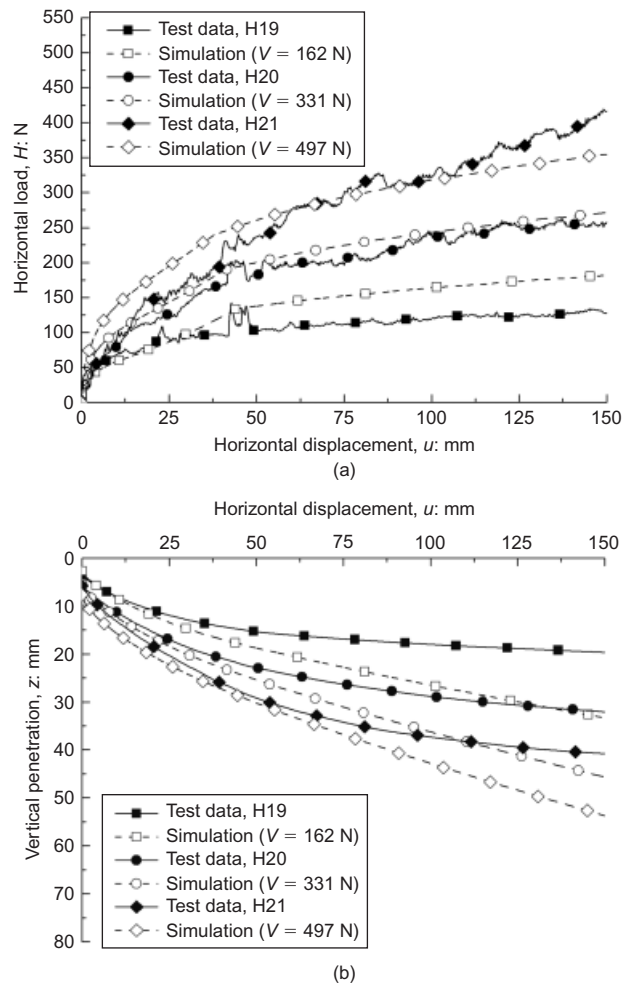 550
500
450
400
350
300
250
200
150
100
50
0
Horizontal load, H: N
Test data, H19
Simulation (V = 162 N)
Test data, H20
Simulation (V = 331 N)
Test data, H21
Simulation (V = 497 N)
0 25 50 75 100 125 150
Horizontal displacement, u: mm
(a)
Horizontal displacement, u: mm
0 25 50 75 100 125 150
0
10
20
30
40
50
60
70
80
Vertical penetration, z: mm
Test data, H19
Simulation (V = 162 N)
Test data, H20
Simulation (V = 331 N)
Test data, H21
Simulation (V = 497 N)
(b)